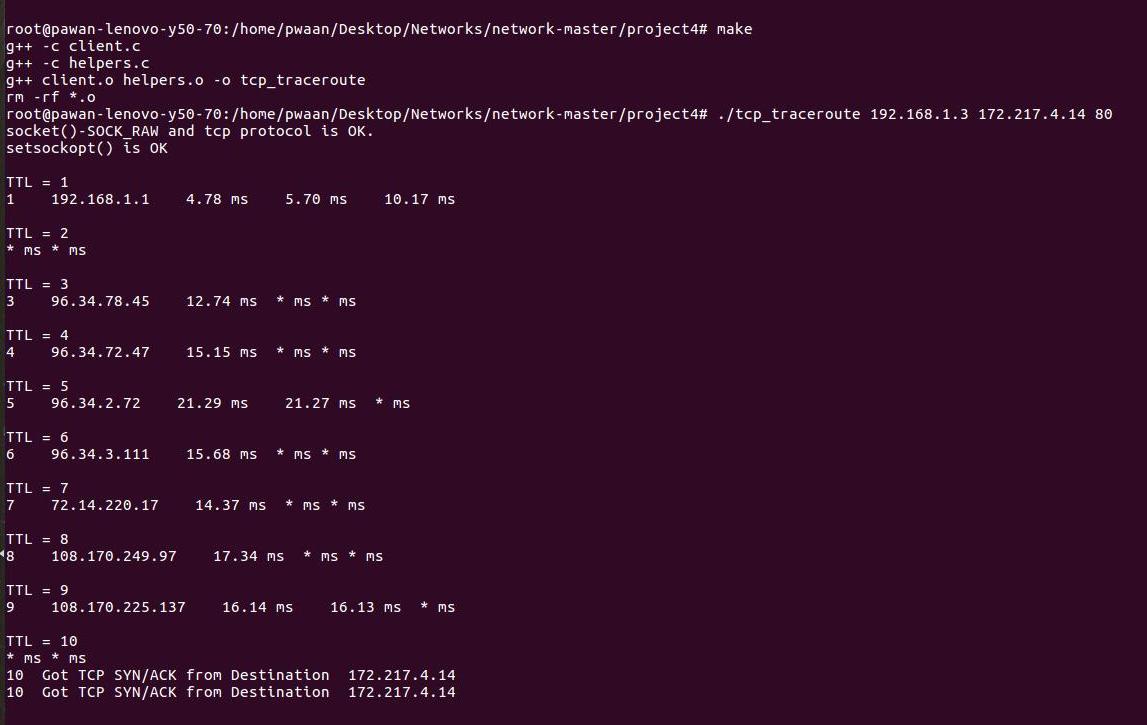 root@pawan-lenovo-y50-70:/home/pwaan/Desktop/Networks/network-master/project4# make
g++ -c client.c
g++ -c helpers.c
g++ client.o helpers.o -o tcp_traceroute
rm -rf *.o
root@pawan-lenovo-y50-70:/home/pwaan/Desktop/Networks/network-master/project4# ./tcp_traceroute 192.168.1.3 172.217.4.14 80
socket()-SOCK_RAW and tcp protocol is OK.
setsockopt() is OK
TTL = 1
1    192.168.1.1    4.78 ms    5.70 ms    10.17 ms
TTL = 2
* ms * ms
TTL = 3
3    96.34.78.45    12.74 ms  * ms * ms
TTL = 4
4    96.34.72.47    15.15 ms  * ms * ms
TTL = 5
5    96.34.2.72    21.29 ms    21.27 ms  * ms
TTL = 6
6    96.34.3.111    15.68 ms  * ms * ms
TTL = 7
7    72.14.220.17    14.37 ms  * ms * ms
TTL = 8
8    108.170.249.97    17.34 ms  * ms * ms
TTL = 9
9    108.170.225.137    16.14 ms    16.13 ms  * ms
TTL = 10
* ms * ms
10  Got TCP SYN/ACK from Destination  172.217.4.14
10  Got TCP SYN/ACK from Destination  172.217.4.14